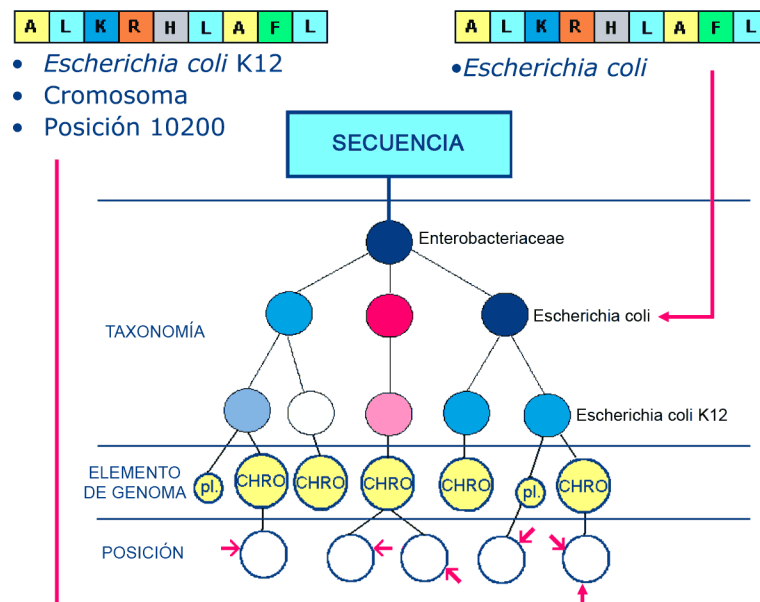 A L K R H L A F L
A L K R H L A F L
• Escherichia coli K12
• Cromosoma
• Posición 10200
•Escherichia coli
SECUENCIA
Enterobacteriaceae
TAXONOMÍA
Escherichia coli
Escherichia coli K12
ELEMENTO
DE GENOMA
pl.
CHRO
CHRO
CHRO
CHRO
pl.
CHRO
POSICIÓN